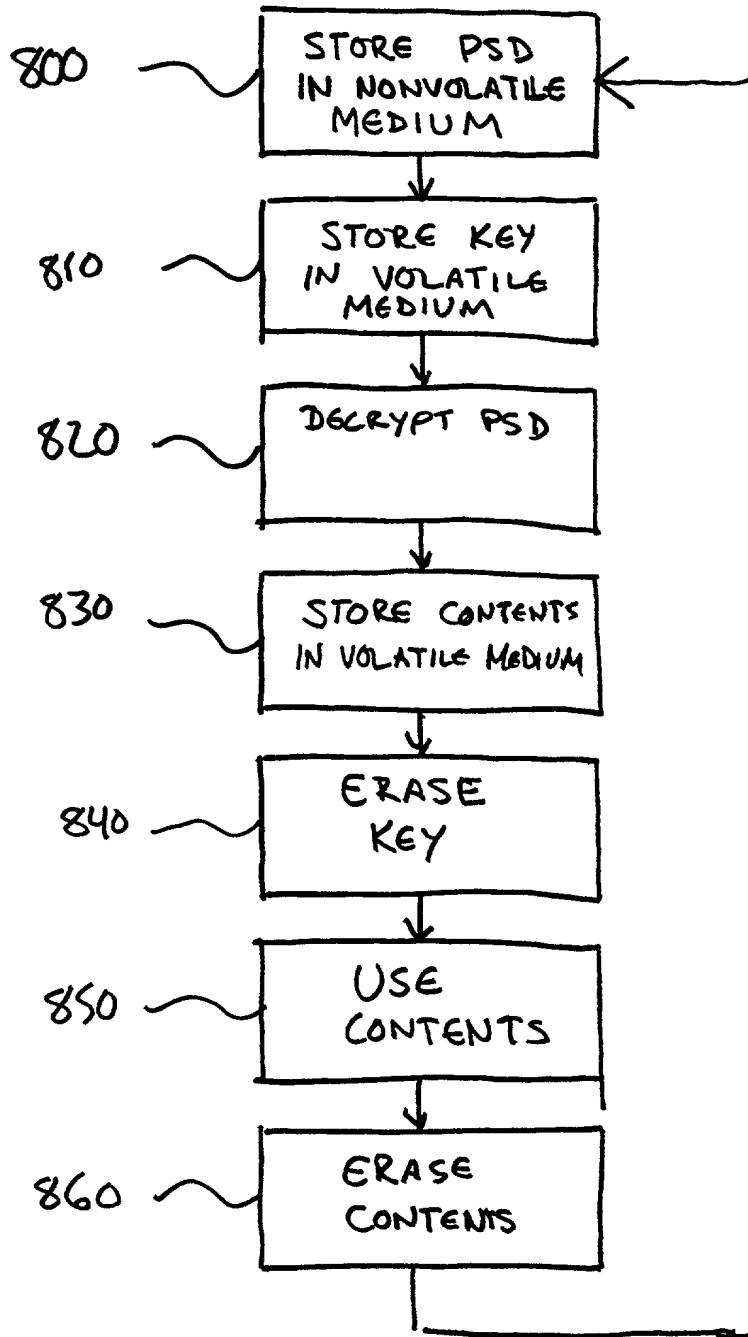 800
STORE PSD
IN NONVOLATILE
MEDIUM
810
STORE KEY
IN VOLATILE
MEDIUM
820
DECRYPT PSD
830
STORE CONTENTS
IN VOLATILE MEDIUM
840
ERASE
KEY
850
USE
CONTENTS
860
ERASE
CONTENTS